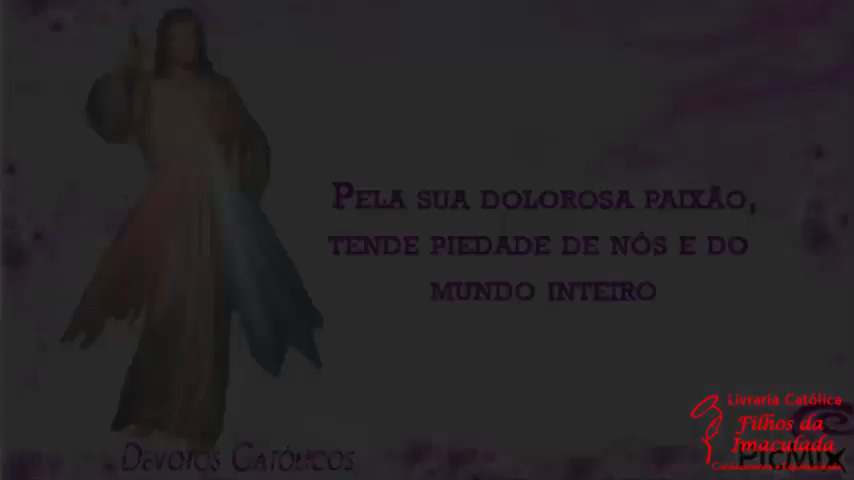 Pela sua dolorosa paixão,
tende piedade de nós e do
mundo inteiro
Livraria Católica
Filhos da
Imaculada
Devotos Católicos
PicMix